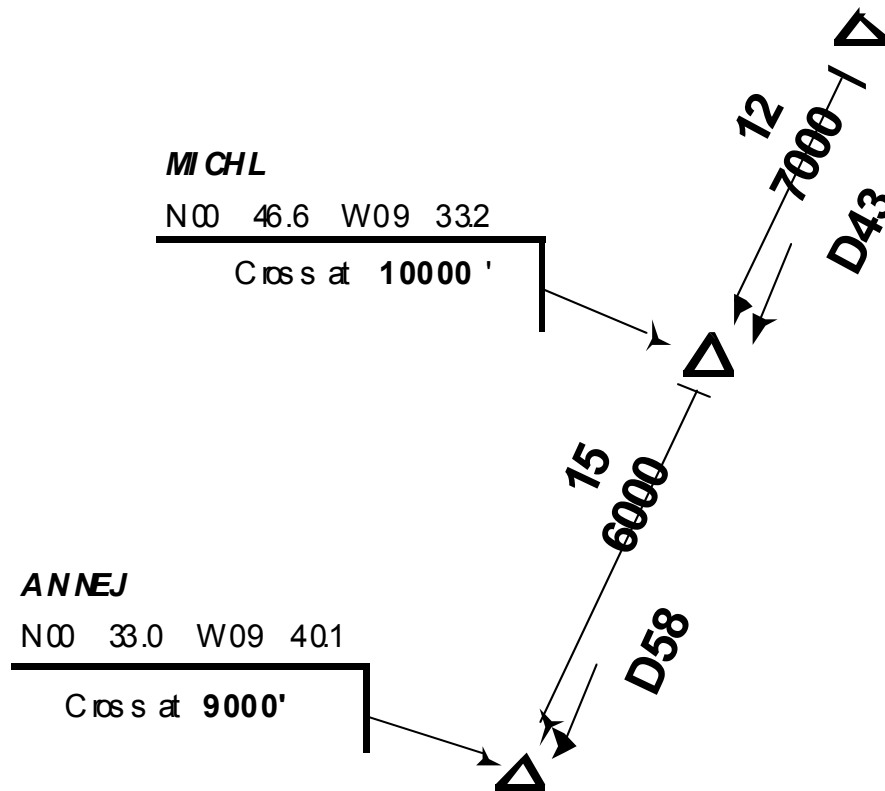 12
7000
D43
MICHL
N00 46.6 W09 33.2
Cross at 10000 '
15
6000
D58
ANNEJ
N00 33.0 W09 40.1
Cross at 9000'